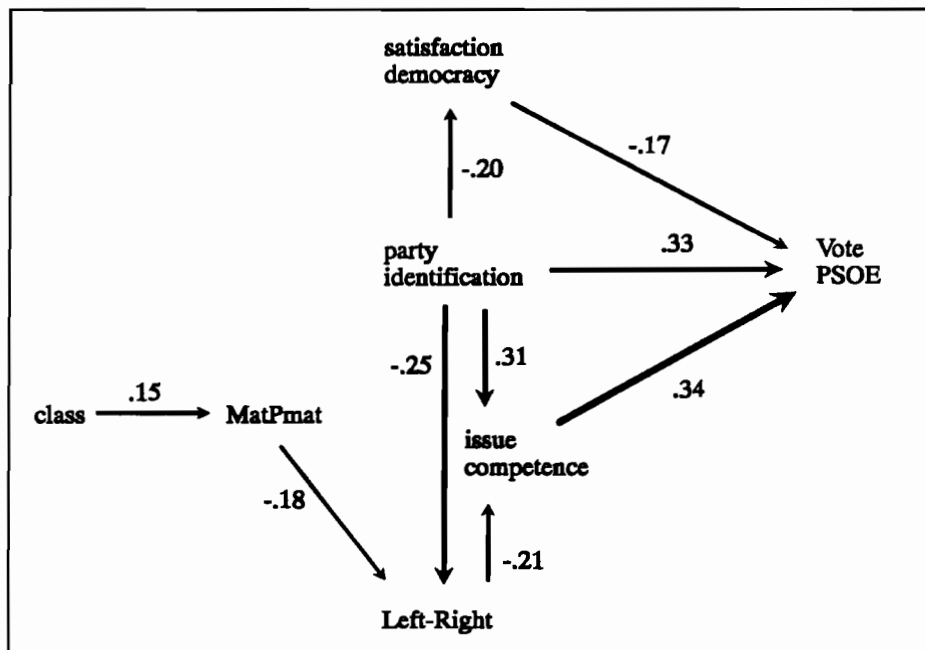 satisfaction
democracy
-.17
-.20
party
identification
.33
Vote
PSOE
-.25
.31
.34
class
.15
MatPmat
issue
competence
-.18
-.21
Left-Right